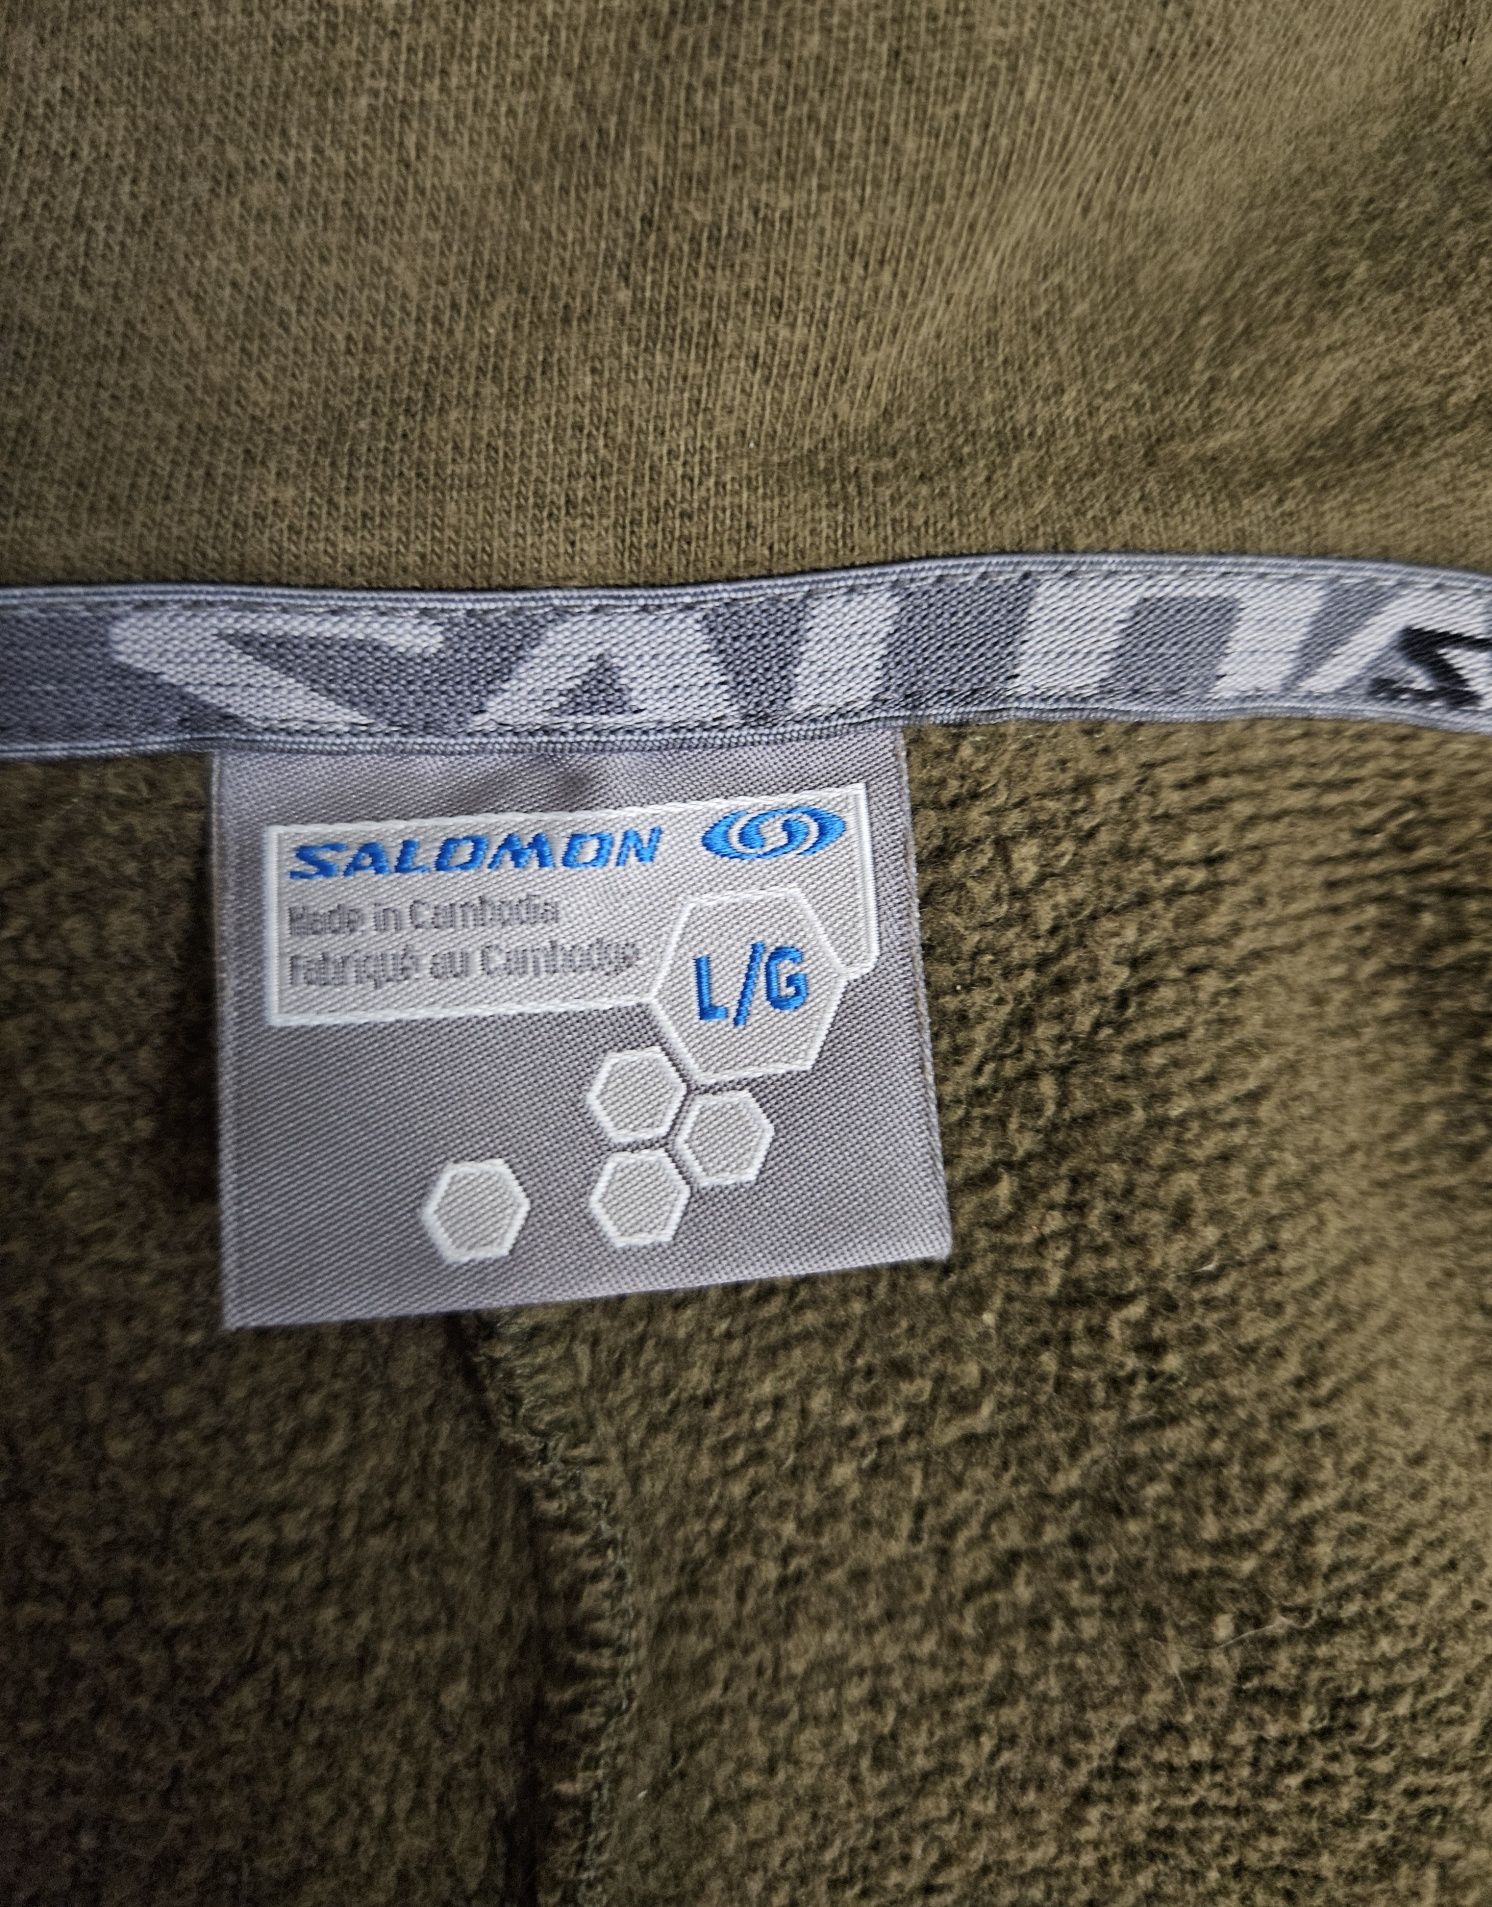 SALOMON
Made in Cambodia
Fabriqué au Cambodge
L/G